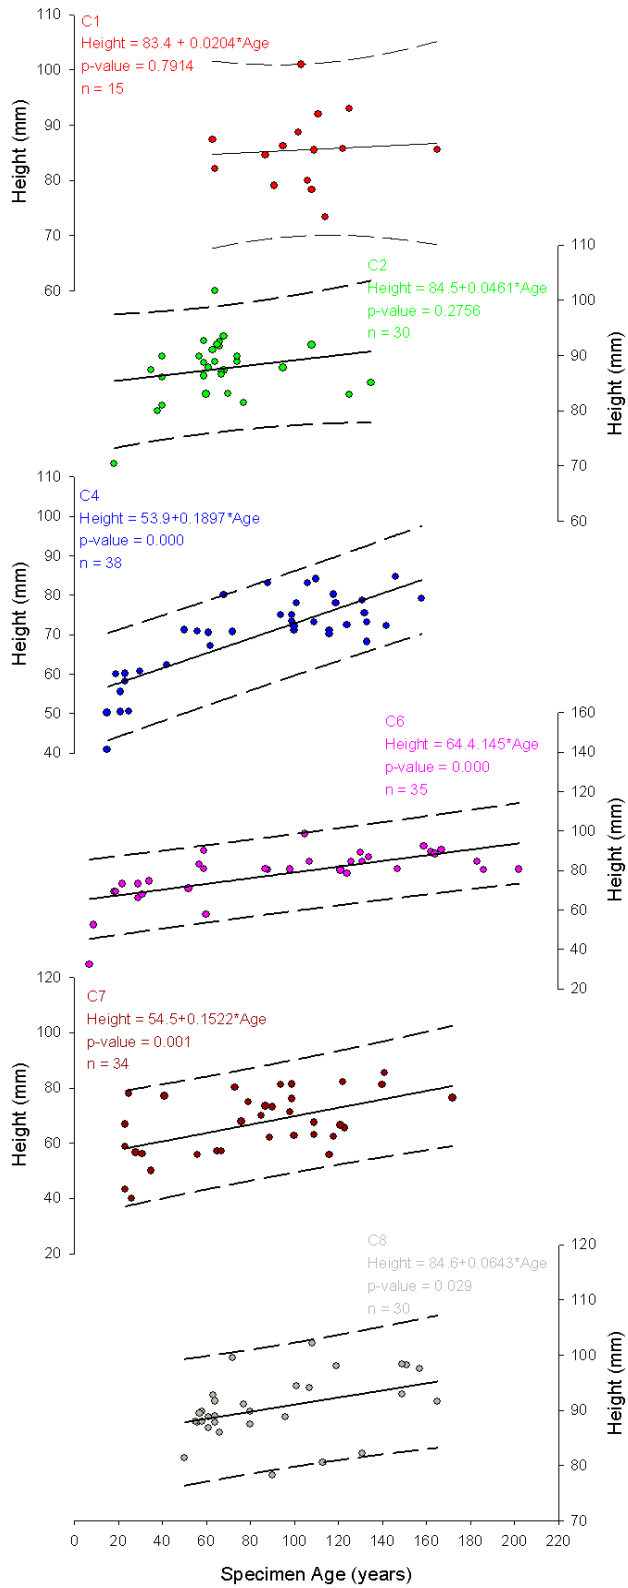 110
C1
Height = 83.4 + 0.0204*Age
p-value = 0.7914
n = 15
100
90
80
70
60
Height (mm)
110
C2
Height = 84.5+0.0461*Age
p-value = 0.2756
n = 30
100
90
80
70
60
Height (mm)
110
C4
Height = 53.9+0.1897*Age
p-value = 0.000
n = 38
100
90
80
70
60
50
40
Height (mm)
160
C6
Height = 64.4.145*Age
p-value = 0.000
n = 35
140
120
100
80
60
40
20
Height (mm)
120
C7
Height = 54.5+0.1522*Age
p-value = 0.001
n = 34
100
80
60
40
20
Height (mm)
120
C8
Height = 84.6+0.0643*Age
p-value = 0.029
n = 30
110
100
90
80
70
Height (mm)
0 20 40 60 80 100 120 140 160 180 200 220
Specimen Age (years)